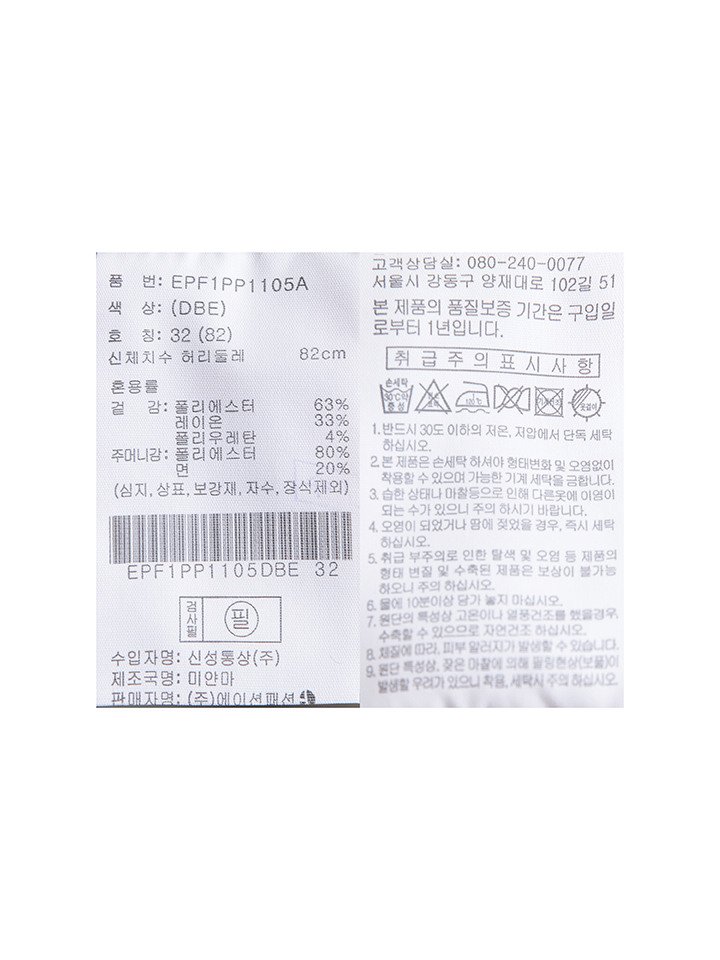 품 번: EPF1PP1105A
색 상: (DBE)
호 칭: 32 (82)
신체치수 허리둘레 82cm
혼용률
겉 감: 폴리에스터 63%
레이온 33%
폴리우레탄 4%
주머니감: 폴리에스터 80%
면 20%
(심지, 상표, 보강재, 자수, 장식제외)
EPF1PP1105DBE 32
검사필 필
수입자명: 신성통상(주)
제조국명: 미얀마
판매자명: (주)에이션패션
고객상담실: 080-240-0077
서울시 강동구 양재대로 102길 51
본 제품의 품질보증 기간은 구입일
로부터 1년입니다.
취급주의표시사항
손세탁 30℃ 중성 120℃
1. 반드시 30도 이하의 저온, 지압에서 단독 세탁
하십시오.
2. 본 제품은 손세탁 하셔야 형태변화 및 오염없이
착용할 수 있으며 가능한 기계 세탁을 금합니다.
3. 습한 상태나 마찰등으로 인해 다른옷에 이염이
되는 수가 있으니 주의 하시기 바랍니다.
4. 오염이 되었거나 땀에 젖었을 경우, 즉시 세탁
하십시오.
5. 취급 부주의로 인한 탈색 및 오염 등 제품의
형태 변질 및 수축된 제품은 보상이 불가능
하오니 주의 하십시오.
6. 물에 10분이상 담가 놓지 마십시오.
7. 원단의 특성상 고온이나 열풍건조를 했을경우,
수축할 수 있으므로 자연건조 하십시오.
8. 체질에 따라, 피부 알러지가 발생할 수 있습니다.
9. 원단 특성상, 잦은 마찰에 의해 필링현상(보풀)이
발생할 우려가 있으니 착용, 세탁시 주의 하십시오.